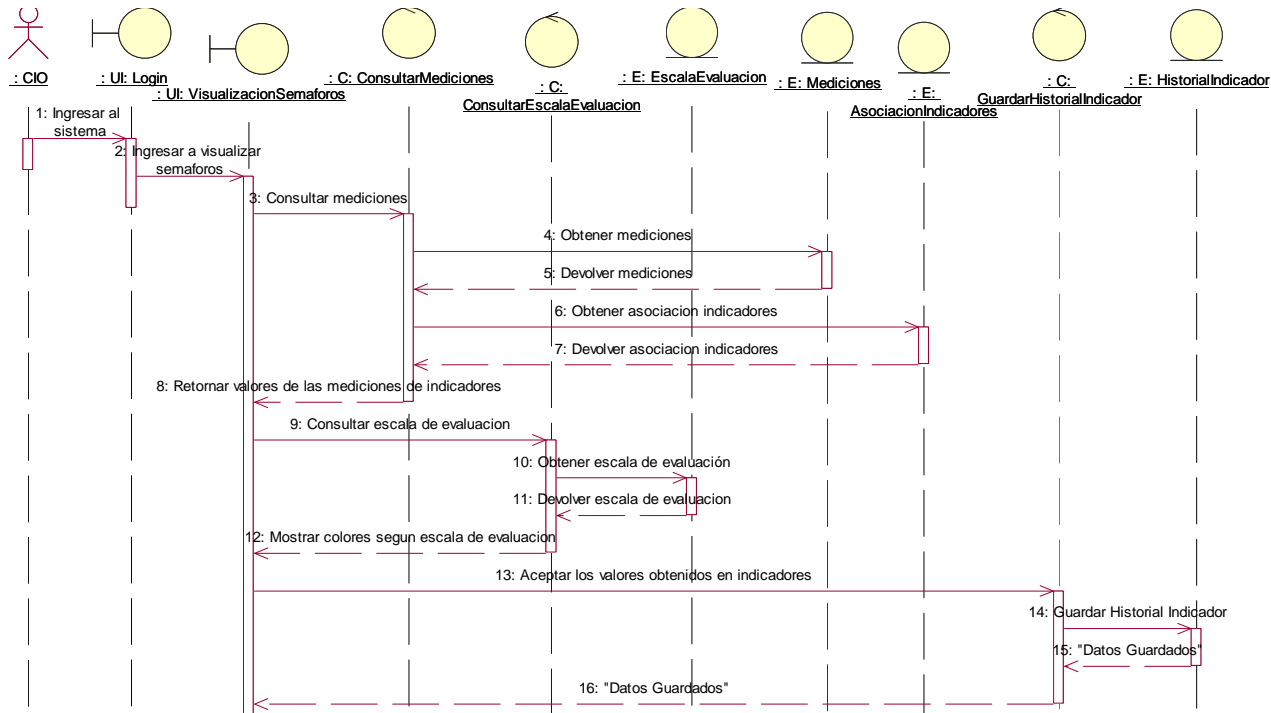 : CIO
: UI: Login
: UI: VisualizacionSemaforos
: C: ConsultarMediciones
: C:
ConsultarEscalaEvaluacion
: E: EscalaEvaluacion
: E: Mediciones
: E:
AsociacionIndicadores
: C:
GuardarHistorialIndicador
: E: HistorialIndicador
1: Ingresar al
sistema
2: Ingresar a visualizar
semaforos
3: Consultar mediciones
4: Obtener mediciones
5: Devolver mediciones
6: Obtener asociacion indicadores
7: Devolver asociacion indicadores
8: Retornar valores de las mediciones de indicadores
9: Consultar escala de evaluacion
10: Obtener escala de evaluación
11: Devolver escala de evaluacion
12: Mostrar colores segun escala de evaluacion
13: Aceptar los valores obtenidos en indicadores
14: Guardar Historial Indicador
15: "Datos Guardados"
16: "Datos Guardados"